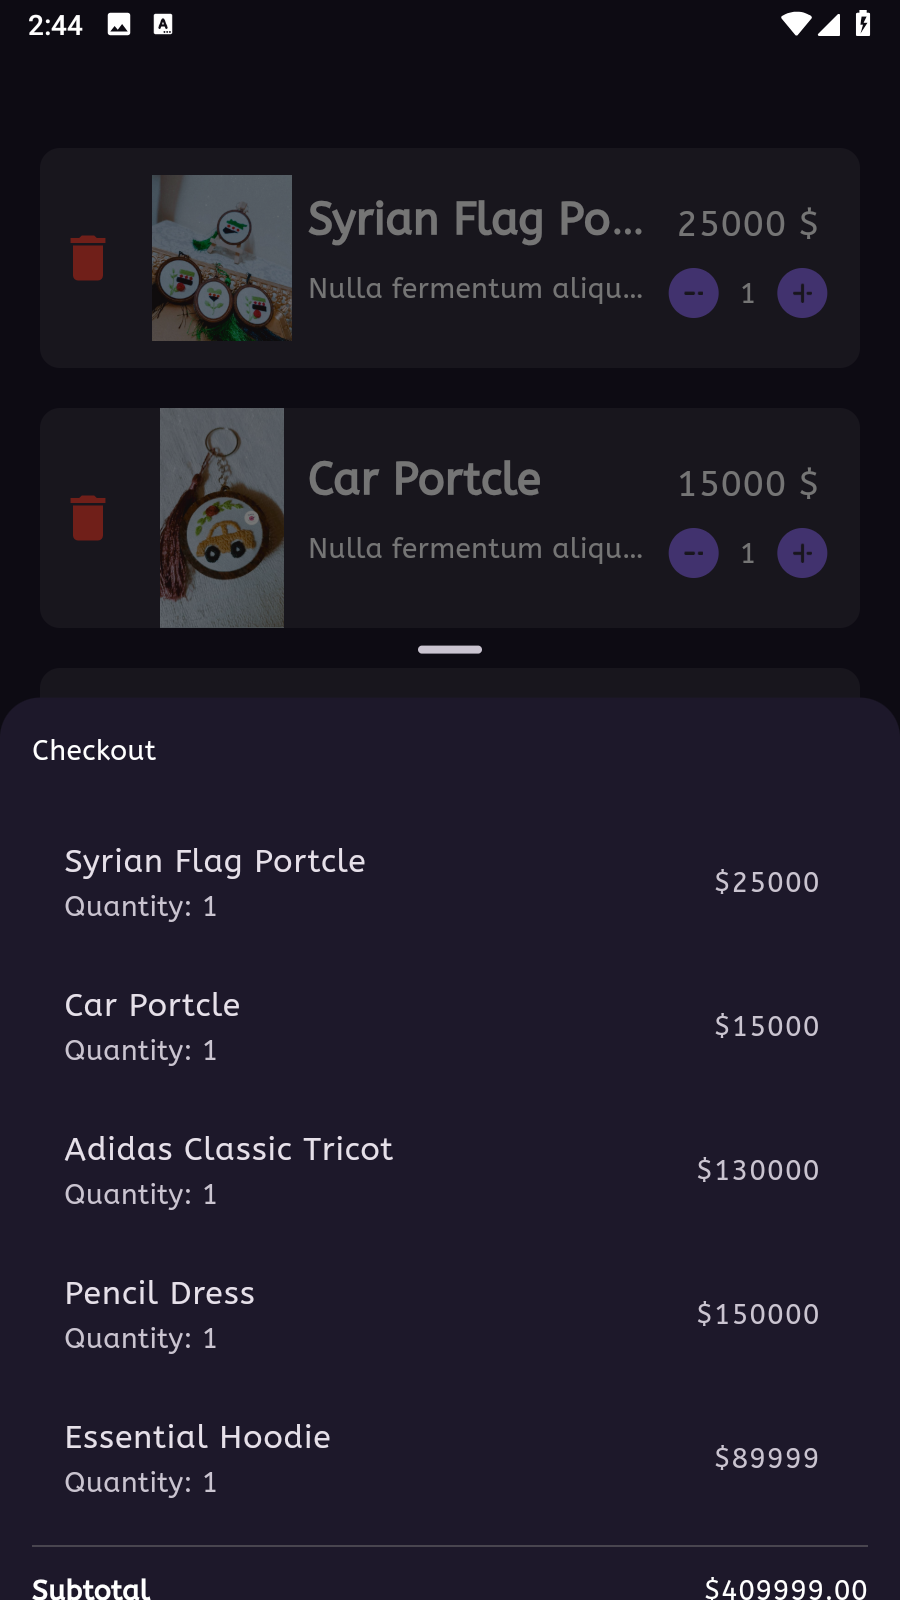 2:44
Syrian Flag Po...
25000 $
Nulla fermentum aliqu...
1
Car Portcle
15000 $
Nulla fermentum aliqu...
1
Checkout
Syrian Flag Portcle
Quantity: 1
$25000
Car Portcle
Quantity: 1
$15000
Adidas Classic Tricot
Quantity: 1
$130000
Pencil Dress
Quantity: 1
$150000
Essential Hoodie
Quantity: 1
$89999
Subtotal
$409999.00